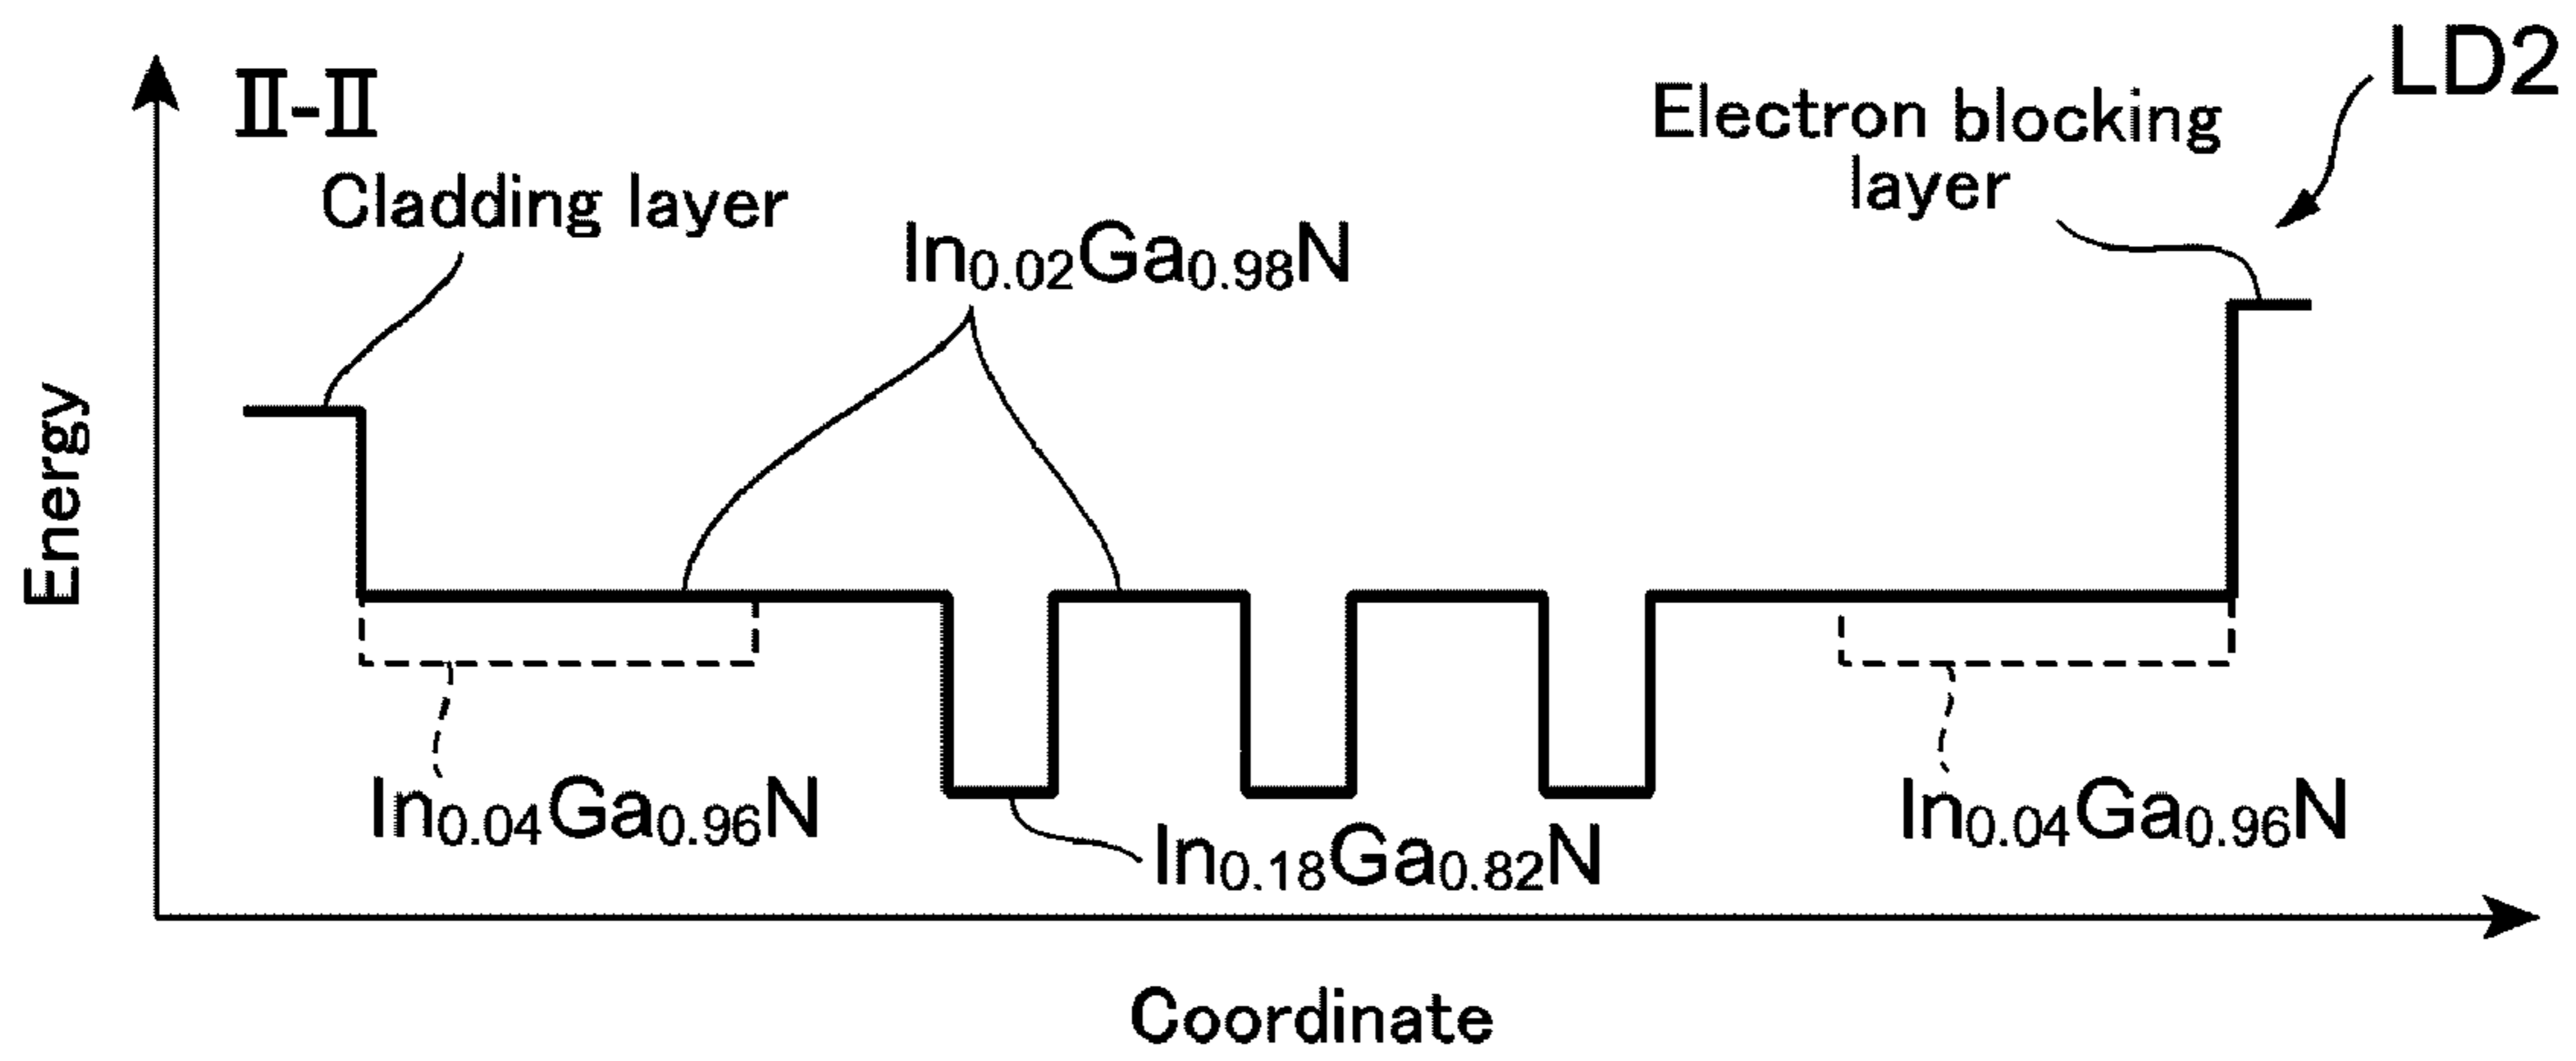 II-II
LD2
Electron blocking
layer
Cladding layer
In0.02Ga0.98N
Energy
In0.04Ga0.96N
In0.18Ga0.82N
In0.04Ga0.96N
Coordinate